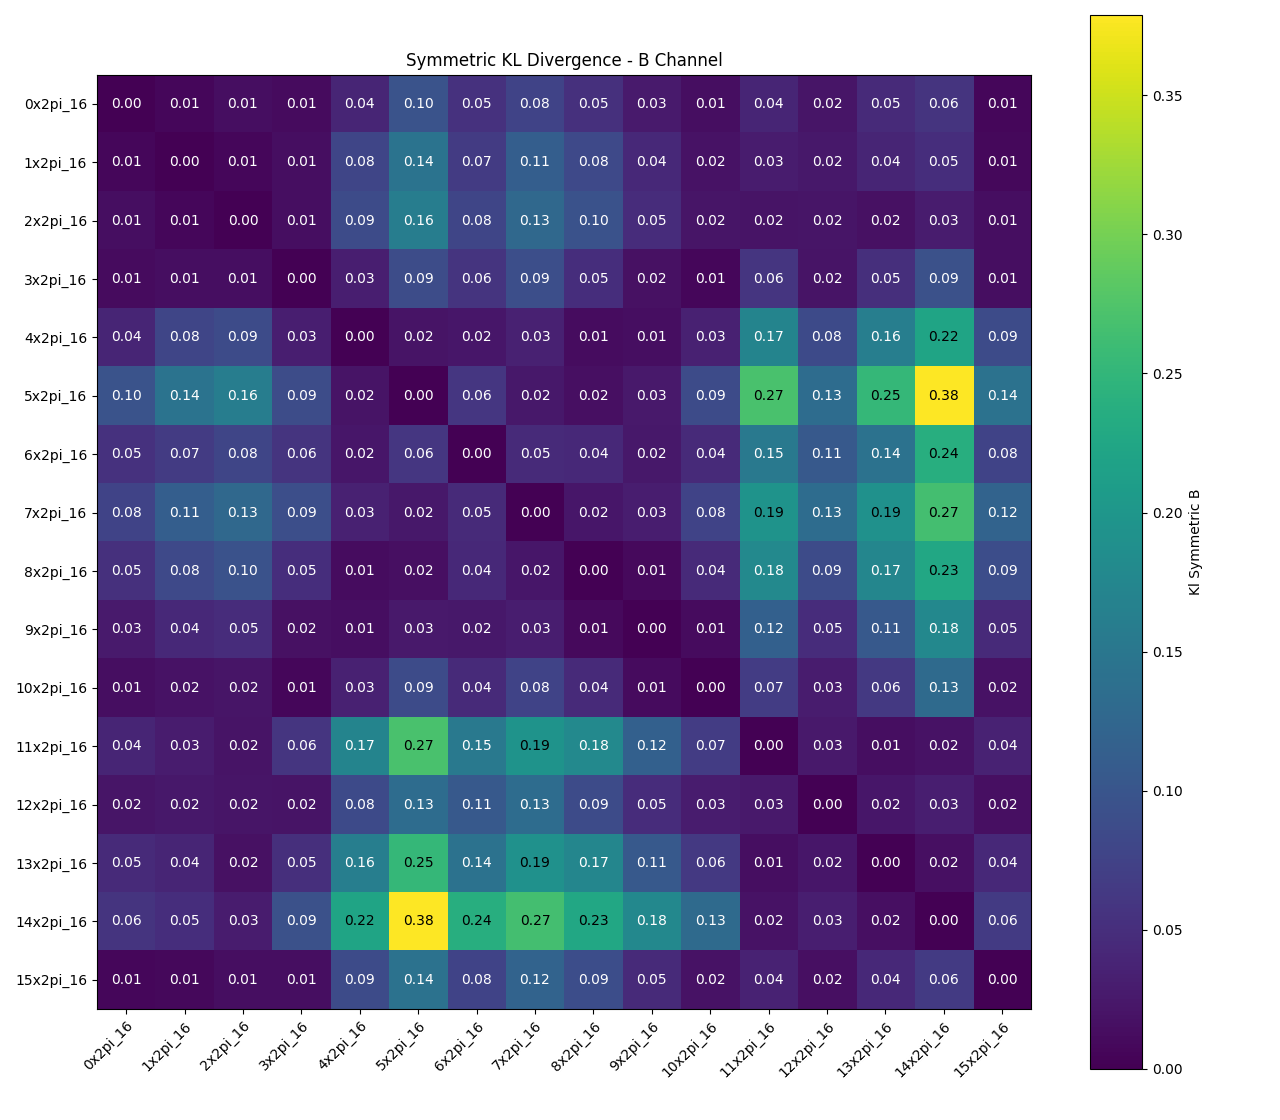 Symmetric KL Divergence - B Channel
0x2pi_16 0.00 0.01 0.01 0.01 0.04 0.10 0.05 0.08 0.05 0.03 0.01 0.04 0.02 0.05 0.06 0.01
1x2pi_16 0.01 0.00 0.01 0.01 0.08 0.14 0.07 0.11 0.08 0.04 0.02 0.03 0.02 0.04 0.05 0.01
2x2pi_16 0.01 0.01 0.00 0.01 0.09 0.16 0.08 0.13 0.10 0.05 0.02 0.02 0.02 0.02 0.03 0.01
3x2pi_16 0.01 0.01 0.01 0.00 0.03 0.09 0.06 0.09 0.05 0.02 0.01 0.06 0.02 0.05 0.09 0.01
4x2pi_16 0.04 0.08 0.09 0.03 0.00 0.02 0.02 0.03 0.01 0.01 0.03 0.17 0.08 0.16 0.22 0.09
5x2pi_16 0.10 0.14 0.16 0.09 0.02 0.00 0.06 0.02 0.02 0.03 0.09 0.27 0.13 0.25 0.38 0.14
6x2pi_16 0.05 0.07 0.08 0.06 0.02 0.06 0.00 0.05 0.04 0.02 0.04 0.15 0.11 0.14 0.24 0.08
7x2pi_16 0.08 0.11 0.13 0.09 0.03 0.02 0.05 0.00 0.02 0.03 0.08 0.19 0.13 0.19 0.27 0.12
8x2pi_16 0.05 0.08 0.10 0.05 0.01 0.02 0.04 0.02 0.00 0.01 0.04 0.18 0.09 0.17 0.23 0.09
9x2pi_16 0.03 0.04 0.05 0.02 0.01 0.03 0.02 0.03 0.01 0.00 0.01 0.12 0.05 0.11 0.18 0.05
10x2pi_16 0.01 0.02 0.02 0.01 0.03 0.09 0.04 0.08 0.04 0.01 0.00 0.07 0.03 0.06 0.13 0.02
11x2pi_16 0.04 0.03 0.02 0.06 0.17 0.27 0.15 0.19 0.18 0.12 0.07 0.00 0.03 0.01 0.02 0.04
12x2pi_16 0.02 0.02 0.02 0.02 0.08 0.13 0.11 0.13 0.09 0.05 0.03 0.03 0.00 0.02 0.03 0.02
13x2pi_16 0.05 0.04 0.02 0.05 0.16 0.25 0.14 0.19 0.17 0.11 0.06 0.01 0.02 0.00 0.02 0.04
14x2pi_16 0.06 0.05 0.03 0.09 0.22 0.38 0.24 0.27 0.23 0.18 0.13 0.02 0.03 0.02 0.00 0.06
15x2pi_16 0.01 0.01 0.01 0.01 0.09 0.14 0.08 0.12 0.09 0.05 0.02 0.04 0.02 0.04 0.06 0.00
0x2pi_16 1x2pi_16 2x2pi_16 3x2pi_16 4x2pi_16 5x2pi_16 6x2pi_16 7x2pi_16 8x2pi_16 9x2pi_16 10x2pi_16 11x2pi_16 12x2pi_16 13x2pi_16 14x2pi_16 15x2pi_16
0.35
0.30
0.25
0.20
0.15
0.10
0.05
0.00
Kl Symmetric B